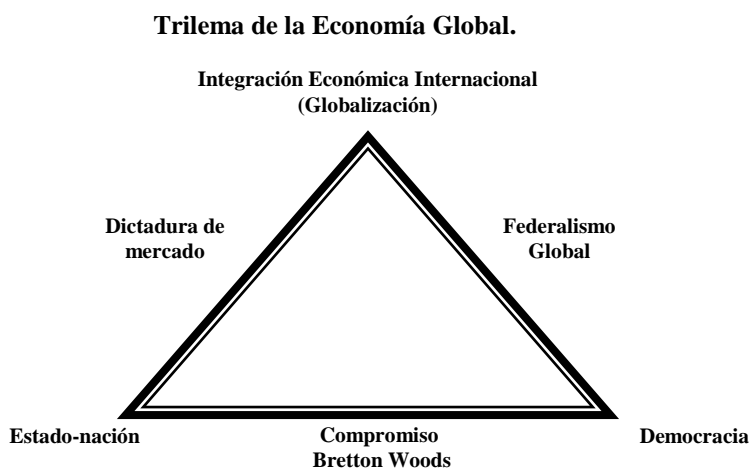 Trilema de la Economía Global.
Integración Económica Internacional
(Globalización)
Dictadura de
mercado
Federalismo
Global
Estado-nación
Compromiso
Bretton Woods
Democracia